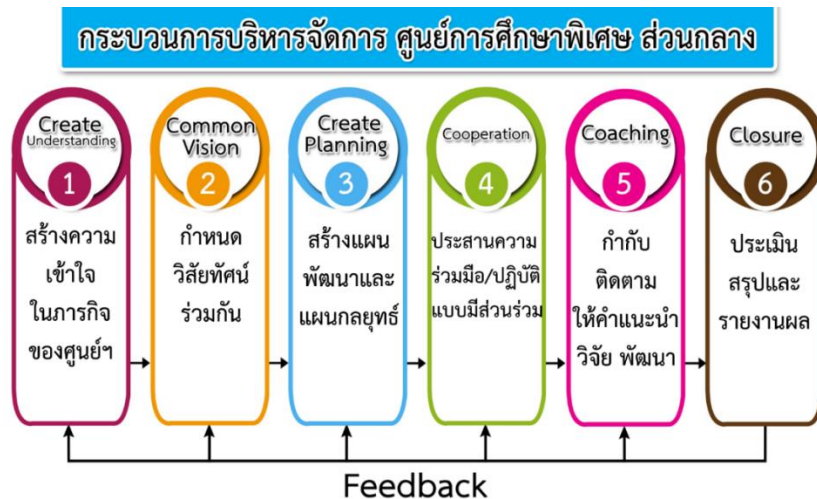 กระบวนการบริหารจัดการ ศูนย์การศึกษาพิเศษ ส่วนกลาง
Create
Understanding
1
สร้างความ
เข้าใจ
ในภารกิจ
ของศูนย์ฯ
Common
Vision
2
กำหนด
วิสัยทัศน์
ร่วมกัน
Create
Planning
3
สร้างแผน
พัฒนาและ
แผนกลยุทธ์
Cooperation
4
ประสานความ
ร่วมมือ/ปฏิบัติ
แบบมีส่วนร่วม
Coaching
5
กำกับ
ติดตาม
ให้คำแนะนำ
วิจัย พัฒนา
Closure
6
ประเมิน
สรุปและ
รายงานผล
Feedback